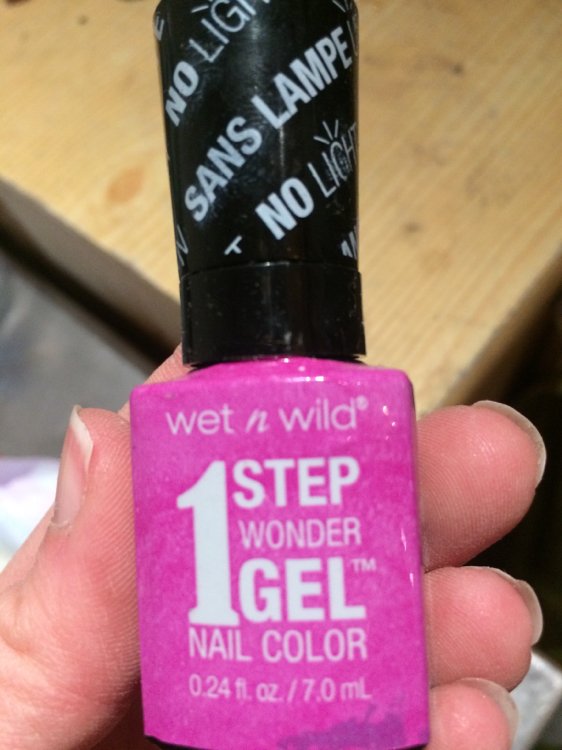 NO LIGH
SANS LAMPE
NO LIGHT
wet n wild®
1 STEP
WONDER
GEL™
NAIL COLOR
0.24 fl. oz. / 7.0 mL